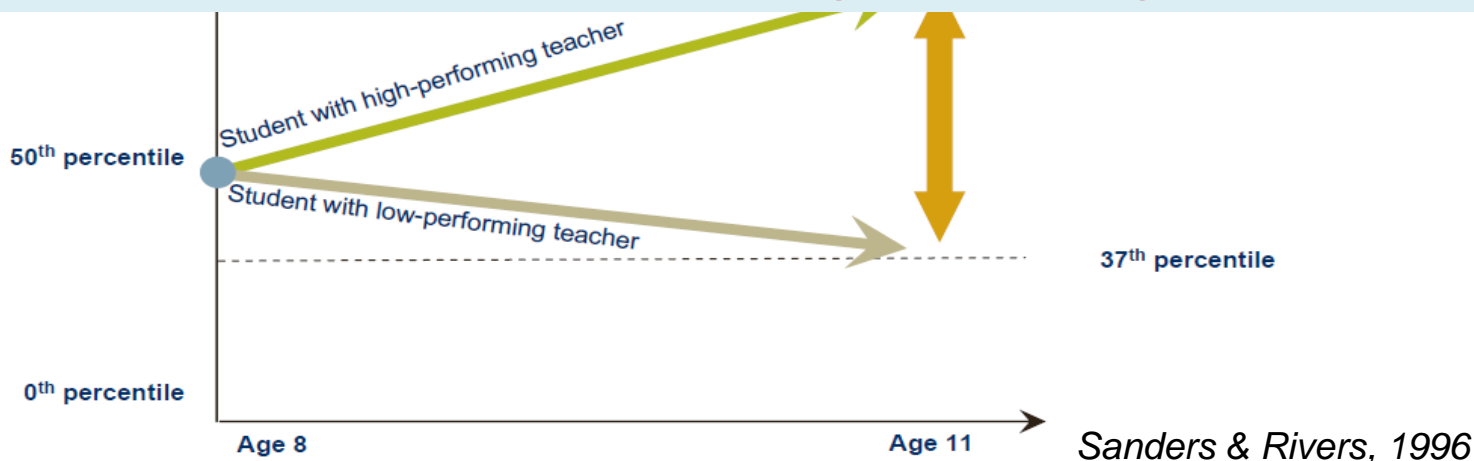 Student with high-performing teacher
50th percentile
Student with low-performing teacher
37th percentile
0th percentile
Age 8
Age 11
Sanders & Rivers, 1996